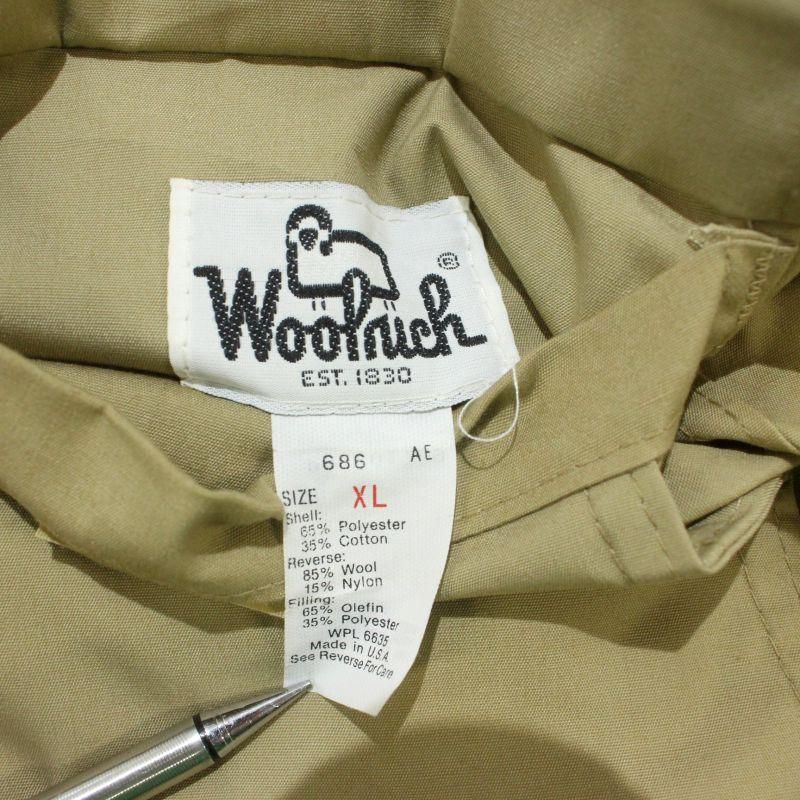 ®
Woolrich
EST. 1830
686 AE
SIZE XL
Shell:
65% Polyester
35% Cotton
Reverse:
85% Wool
15% Nylon
Filling:
65% Olefin
35% Polyester
WPL 6635
Made in U.S.A.
See Reverse For Care